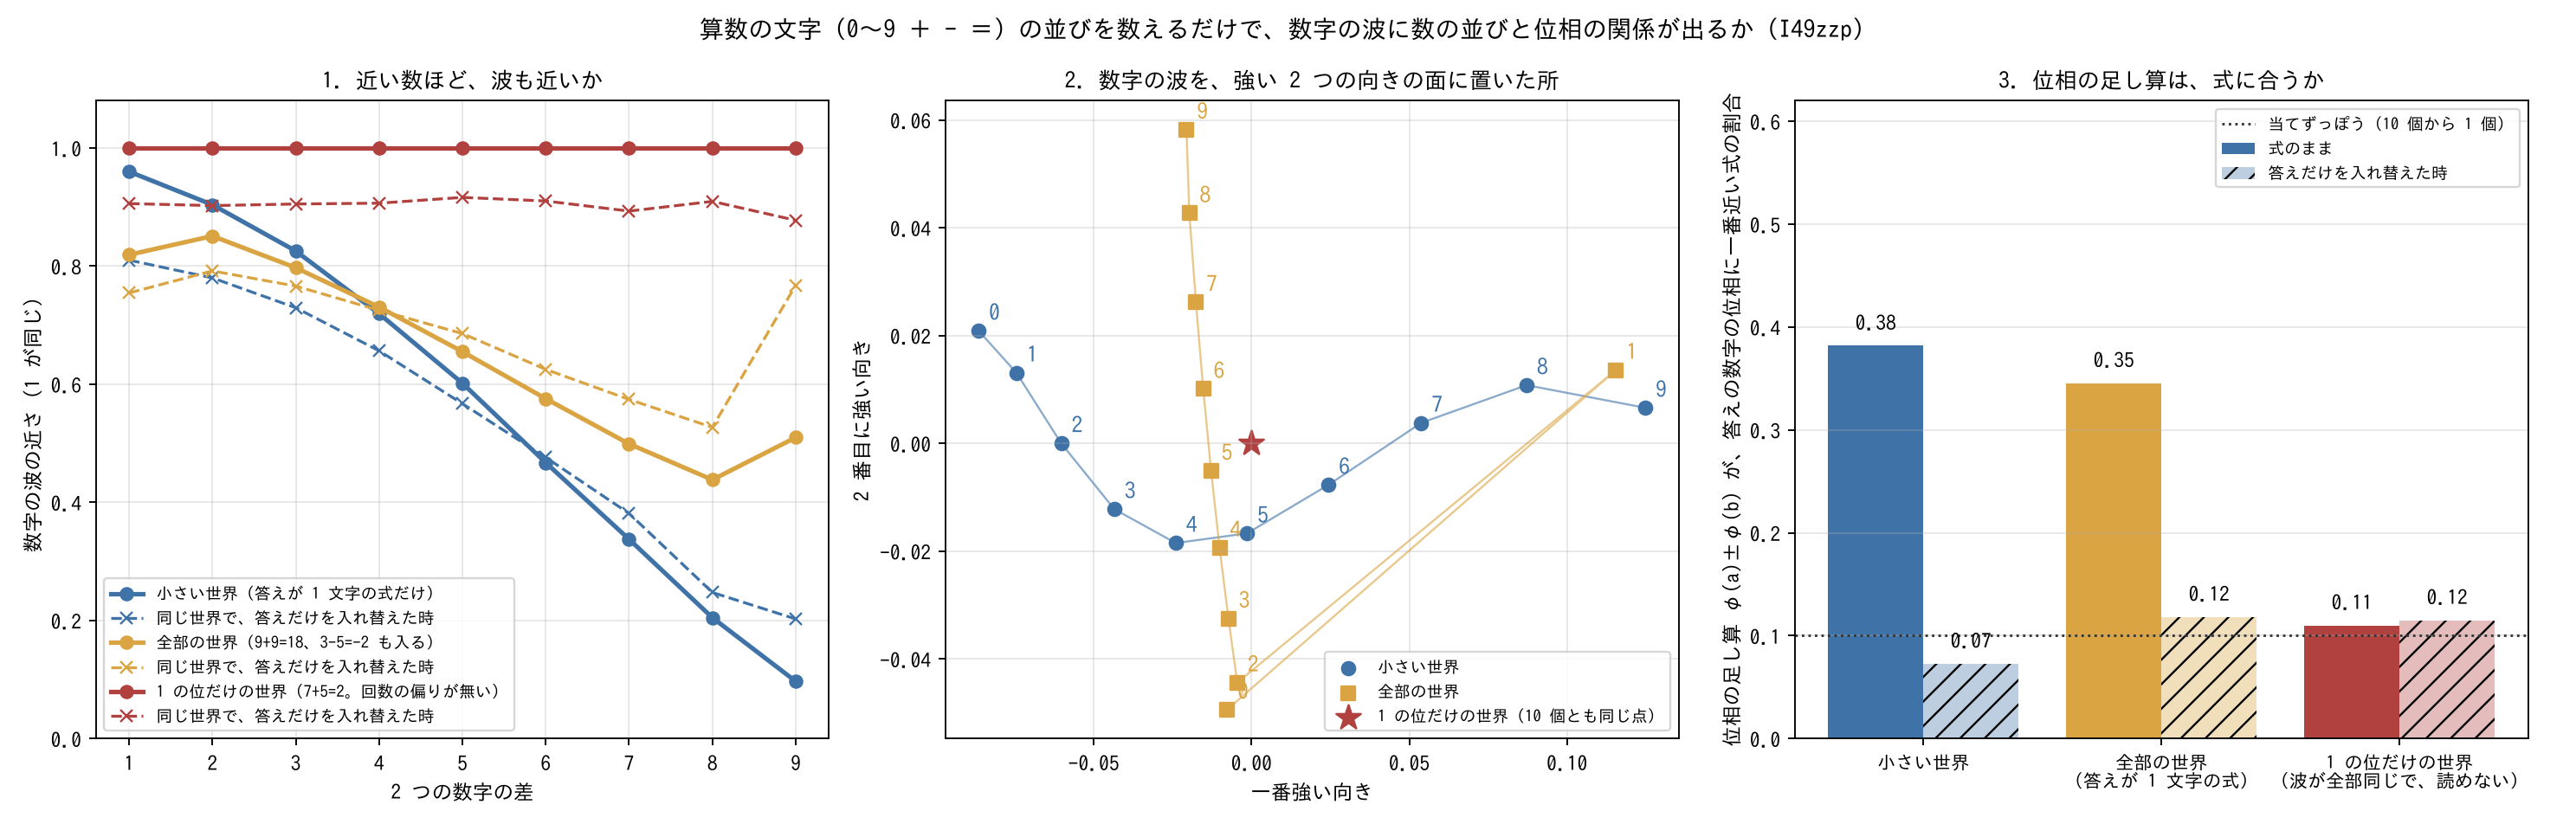 算数の文字（0〜9 ＋ - ＝）の並びを数えるだけで、数字の波に数の並びと位相の関係が出るか（I49zzp）
1. 近い数ほど、波も近いか
数字の波の近さ（1 が同じ）
1.0
0.8
0.6
0.4
0.2
0.0
小さい世界（答えが 1 文字の式だけ）
同じ世界で、答えだけを入れ替えた時
全部の世界（9+9=18、3-5=-2 も入る）
同じ世界で、答えだけを入れ替えた時
1 の位だけの世界（7+5=2。回数の偏りが無い）
同じ世界で、答えだけを入れ替えた時
1 2 3 4 5 6 7 8 9
2 つの数字の差
2. 数字の波を、強い 2 つの向きの面に置いた所
2 番目に強い向き
0.06
0.04
0.02
0.00
-0.02
-0.04
9
8
7
6
5
4
3
2
0
1
0
1
2
3
4
5
6
7
8
9
小さい世界
全部の世界
1 の位だけの世界（10 個とも同じ点）
-0.05 0.00 0.05 0.10
一番強い向き
3. 位相の足し算は、式に合うか
位相の足し算 φ(a)±φ(b) が、答えの数字の位相に一番近い式の割合
0.6
0.5
0.4
0.3
0.2
0.1
0.0
当てずっぽう（10 個から 1 個）
式のまま
答えだけを入れ替えた時
0.38
0.07
0.35
0.12
0.11
0.12
小さい世界
全部の世界
（答えが 1 文字の式）
1 の位だけの世界
（波が全部同じで、読めない）